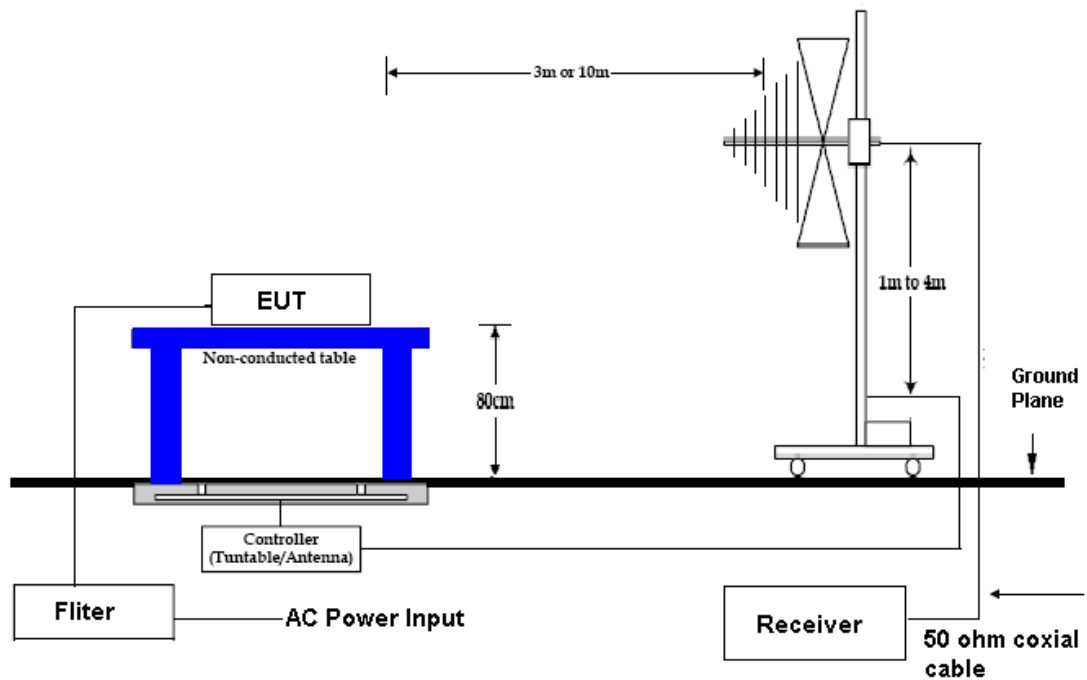 3m or 10m
EUT
Non-conducted table
80cm
1m to 4m
Ground
Plane
Controller
(Tuntable/Antenna)
Fliter
AC Power Input
Receiver
50 ohm coxial
cable